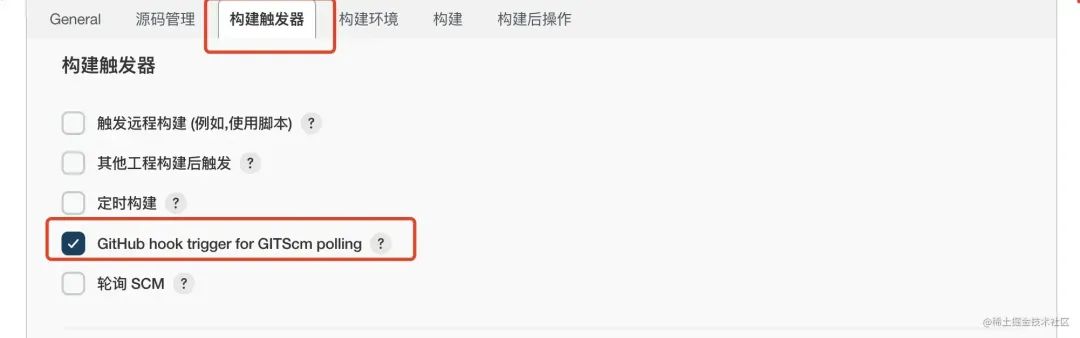 General 源码管理 构建触发器 构建环境 构建 构建后操作
构建触发器
触发远程构建 (例如,使用脚本) ?
其他工程构建后触发 ?
定时构建 ?
GitHub hook trigger for GITScm polling ?
轮询 SCM ?
@稀土掘金技术社区